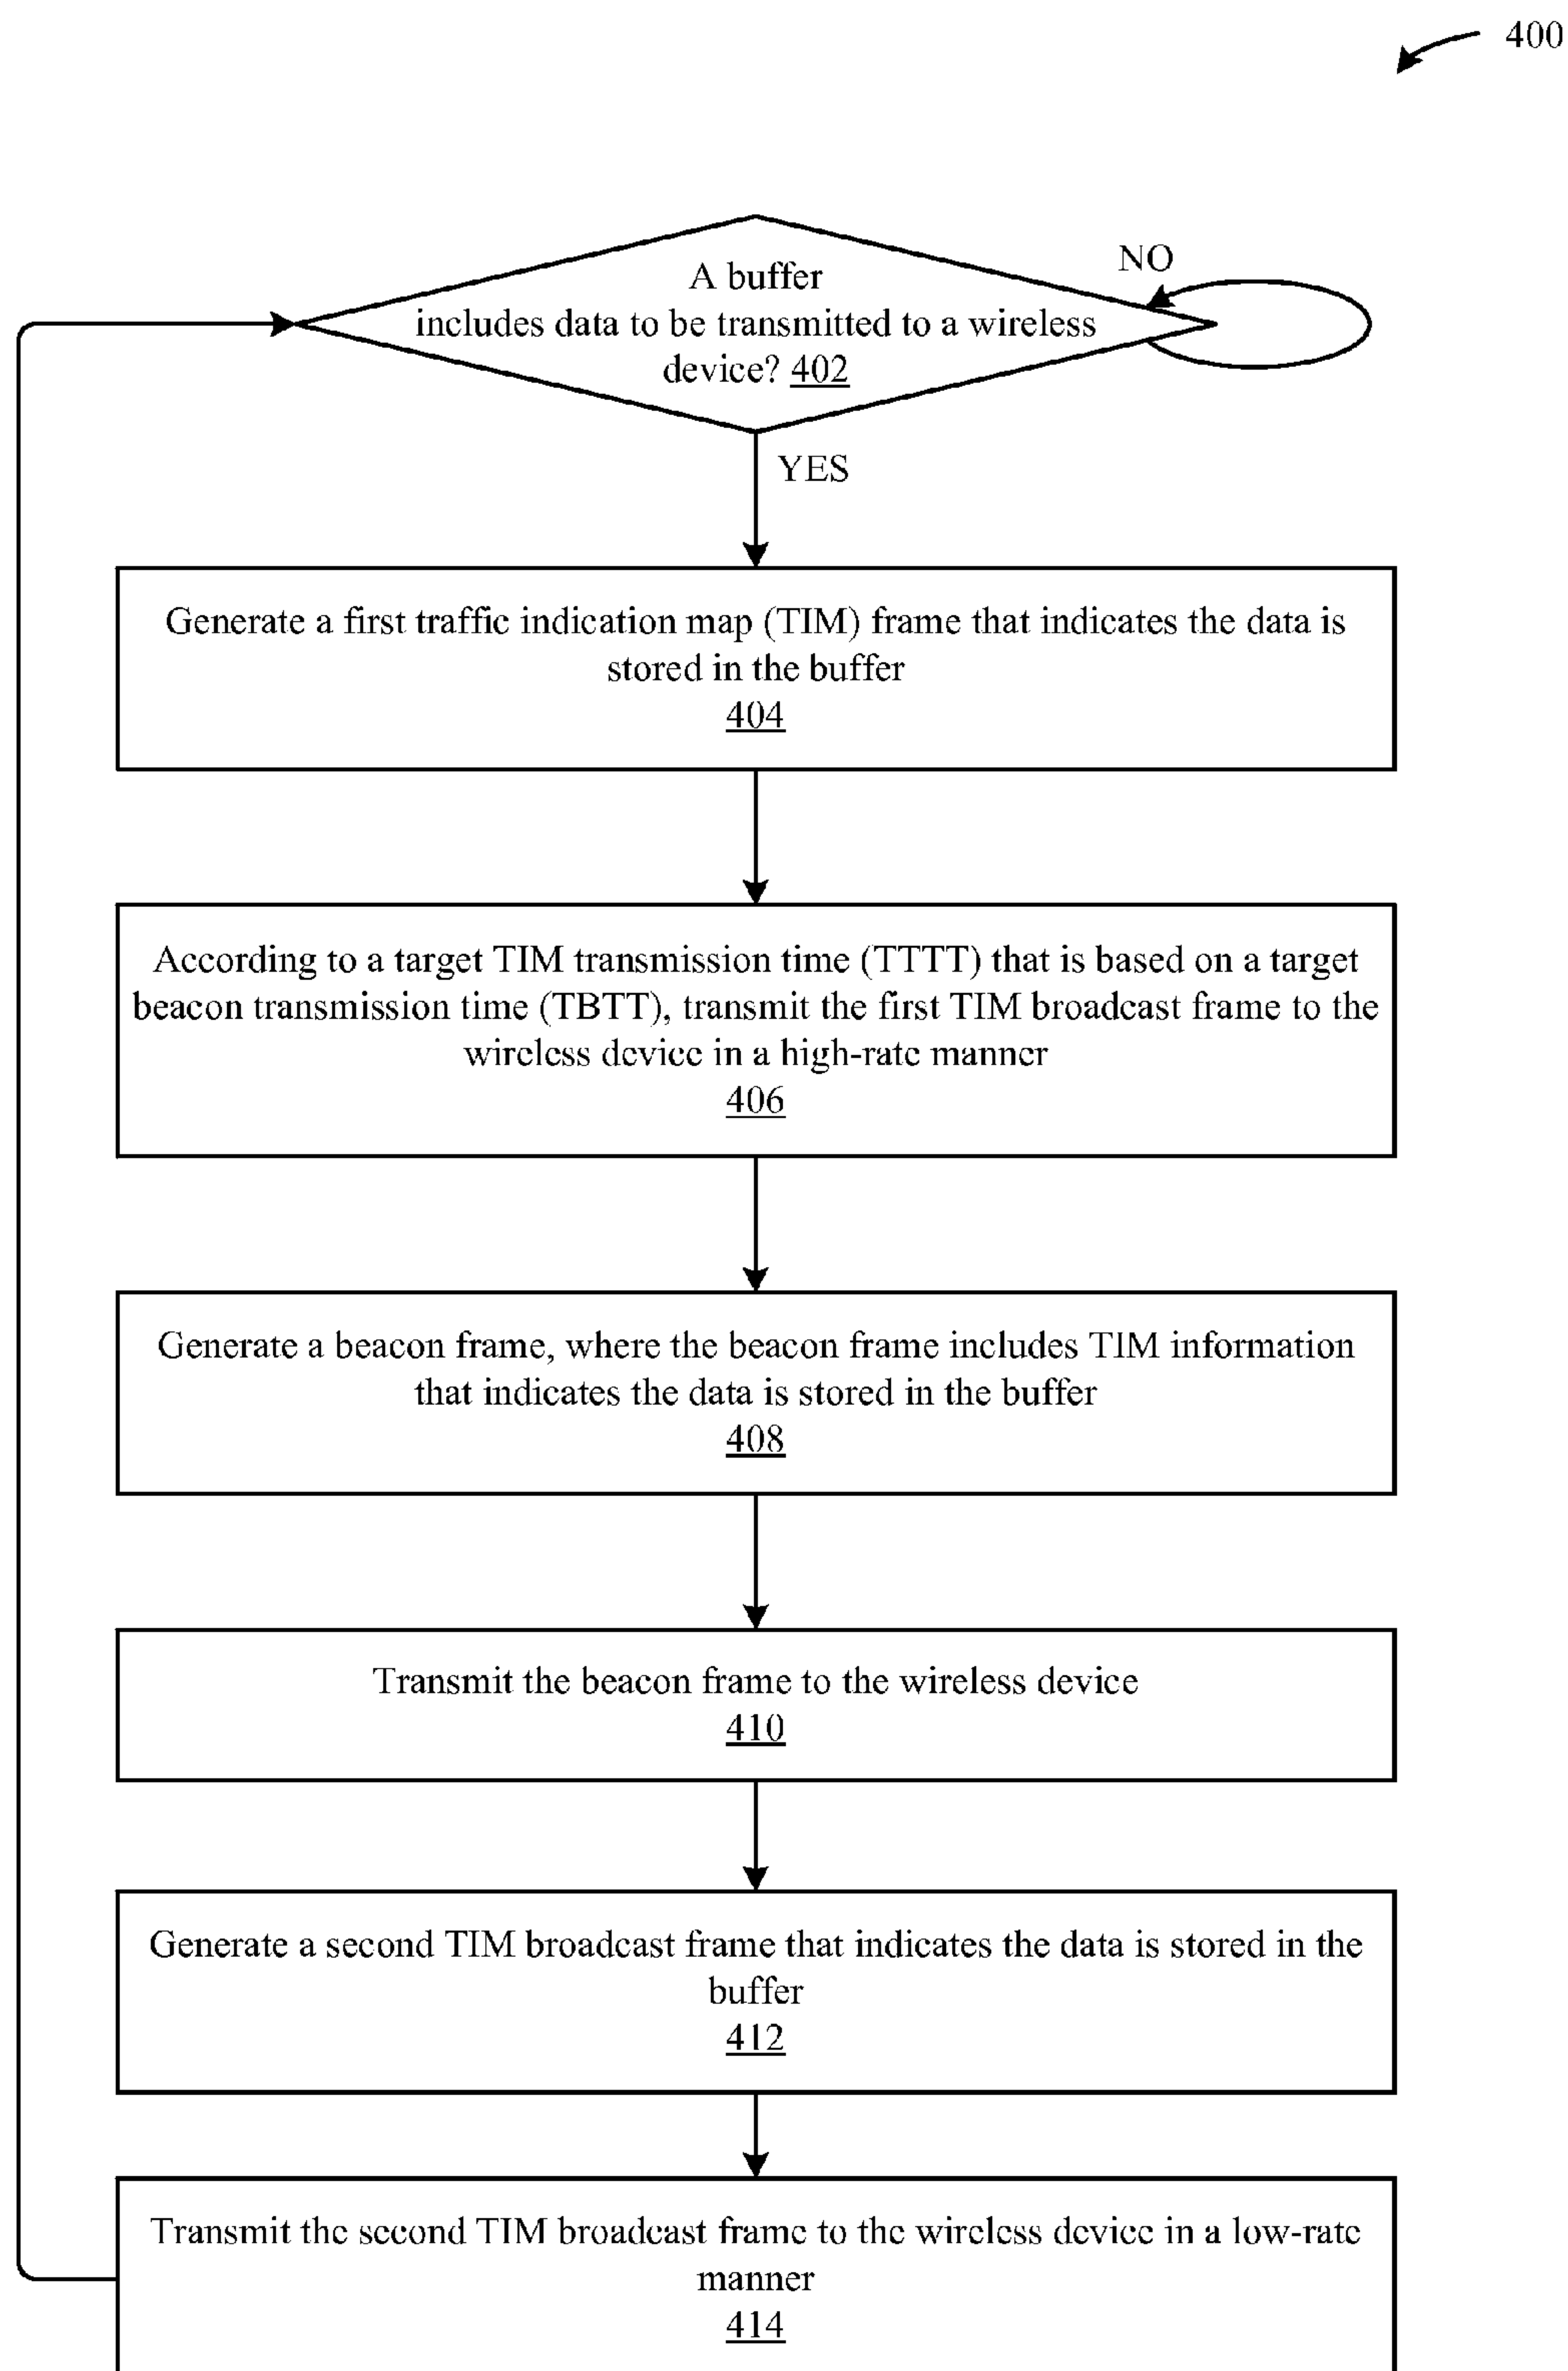 400
A buffer
includes data to be transmitted to a wireless
device? 402
NO
YES
Generate a first traffic indication map (TIM) frame that indicates the data is
stored in the buffer
404
According to a target TIM transmission time (TTTT) that is based on a target
beacon transmission time (TBTT), transmit the first TIM broadcast frame to the
wireless device in a high-rate manner
406
Generate a beacon frame, where the beacon frame includes TIM information
that indicates the data is stored in the buffer
408
Transmit the beacon frame to the wireless device
410
Generate a second TIM broadcast frame that indicates the data is stored in the
buffer
412
Transmit the second TIM broadcast frame to the wireless device in a low-rate
manner
414